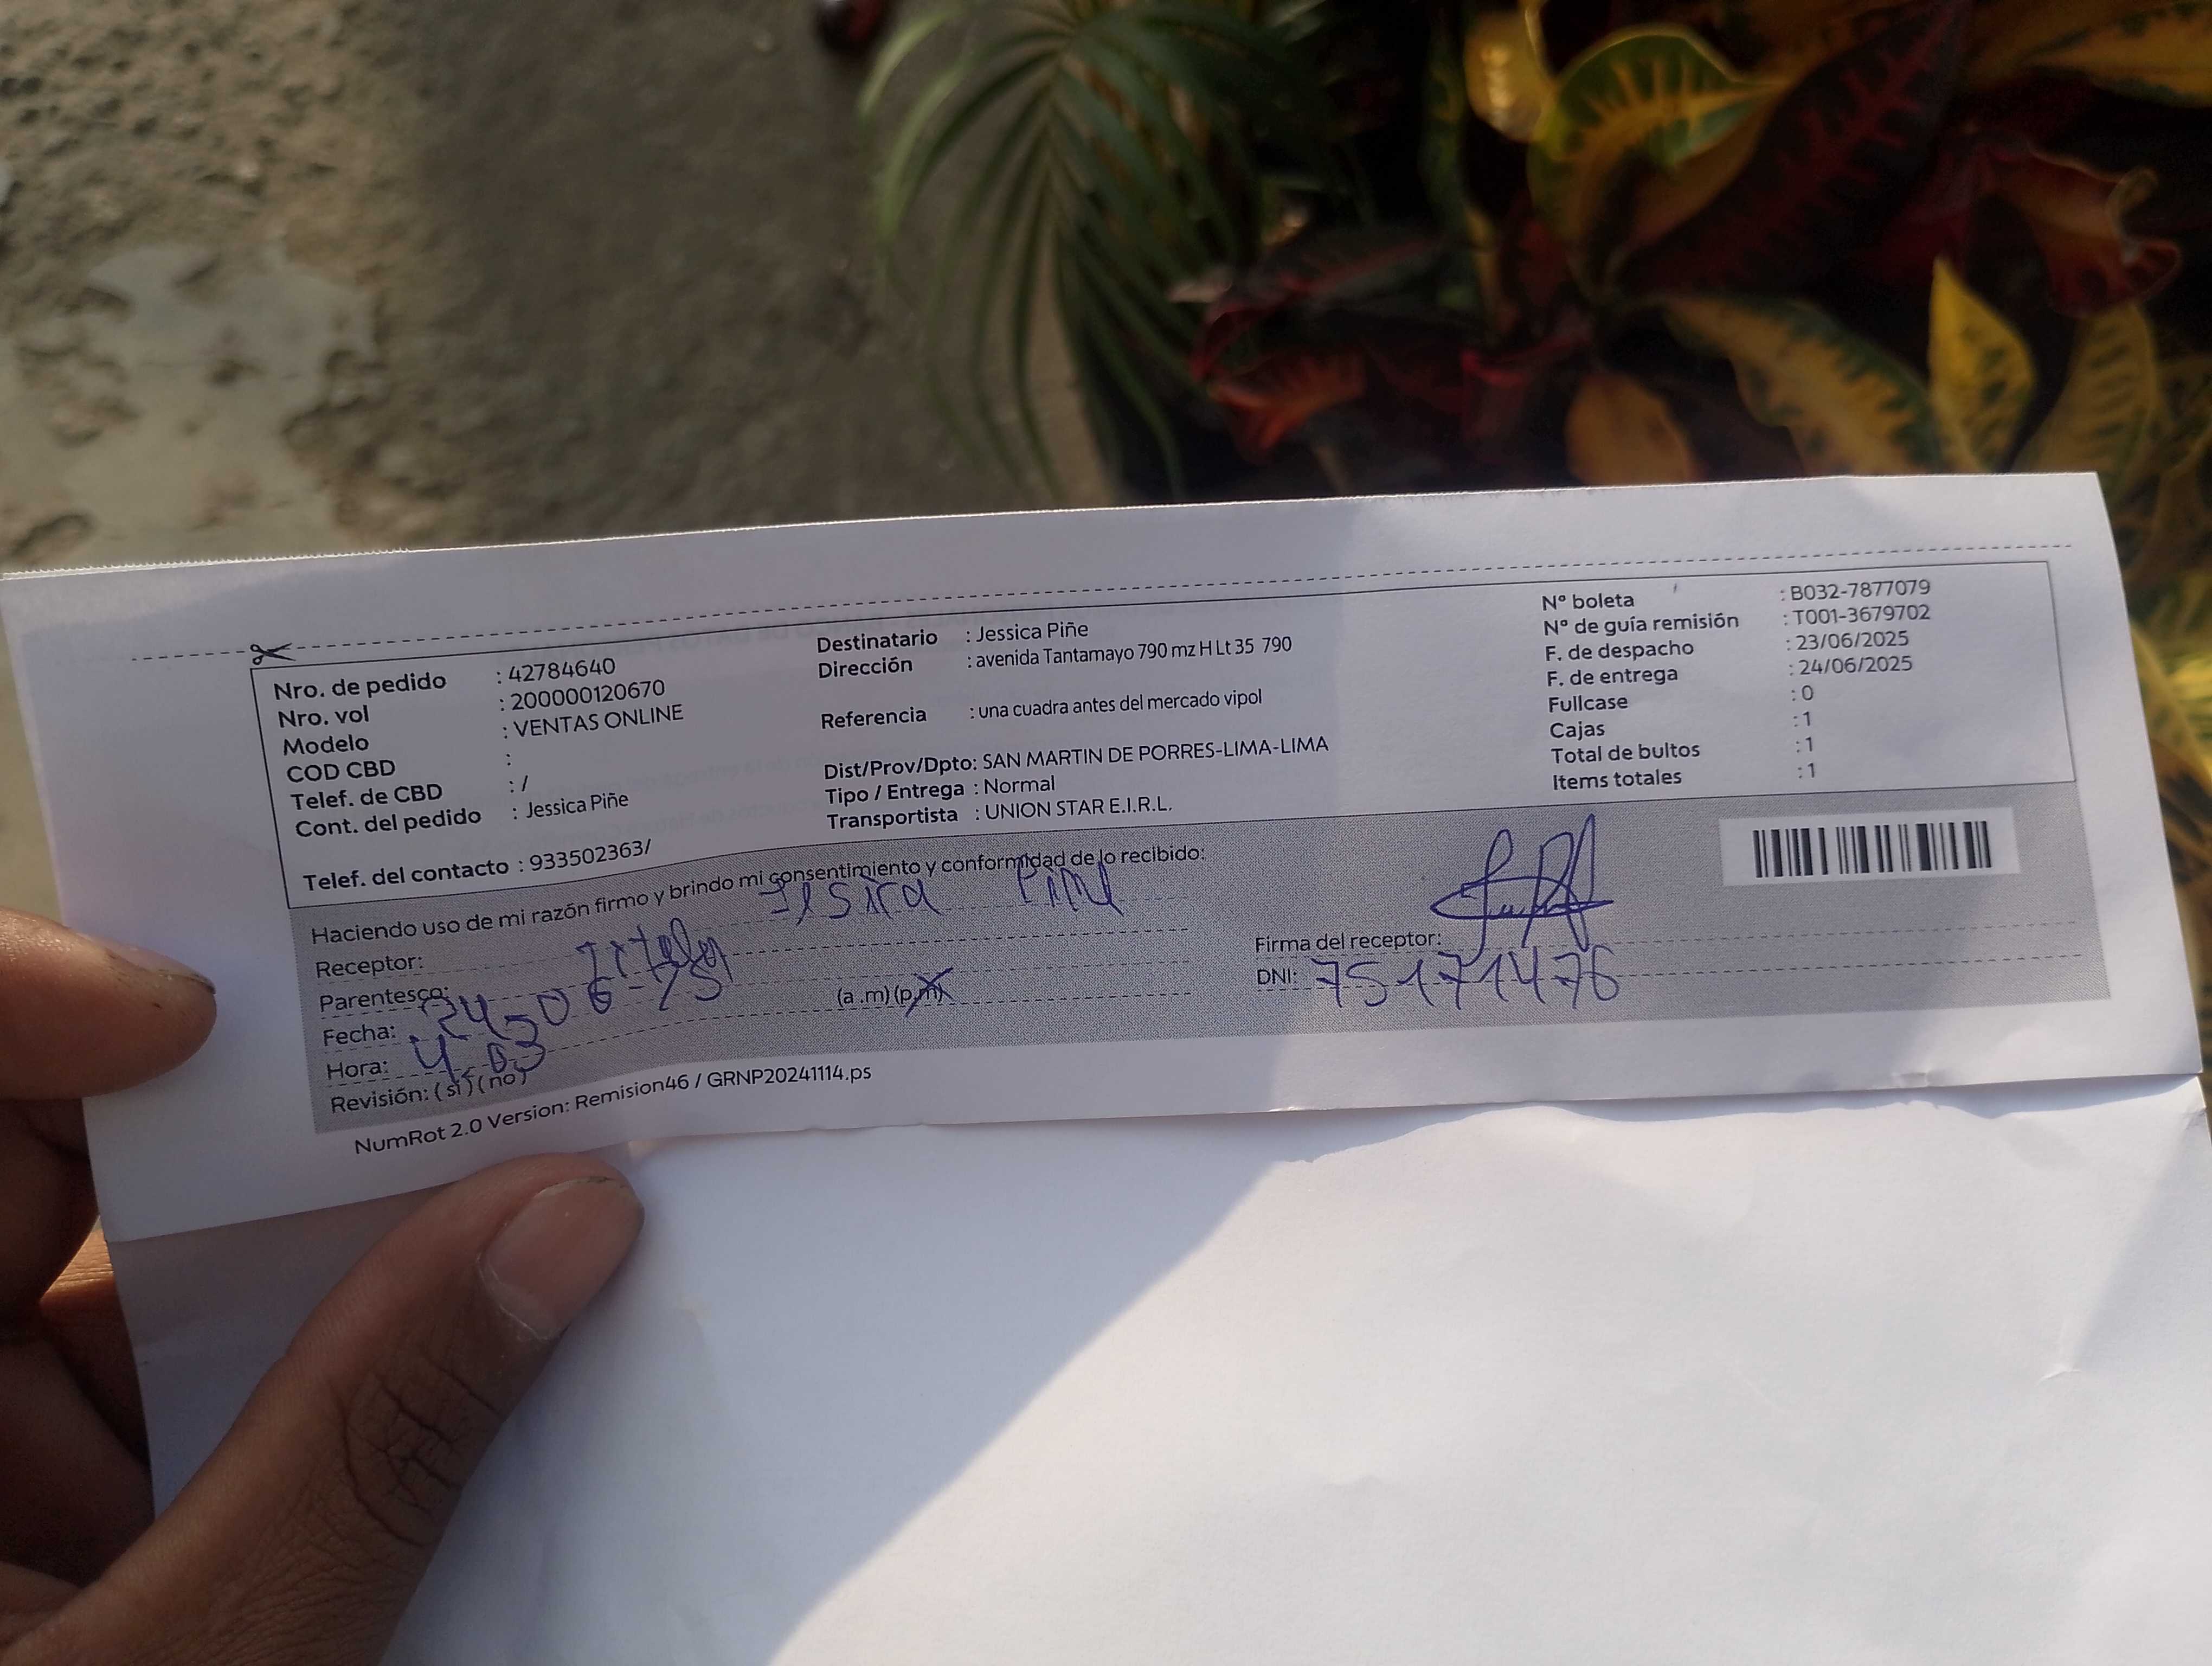 Nro. de pedido : 42784640
Nro. vol : 200000120670
Modelo : VENTAS ONLINE
COD CBD :
Telef. de CBD : /
Cont. del pedido : Jessica Piñe
Telef. del contacto : 933502363/
Destinatario : Jessica Piñe
Dirección : avenida Tantamayo 790 mz H Lt 35 790
Referencia : una cuadra antes del mercado vipol
Dist/Prov/Dpto: SAN MARTIN DE PORRES-LIMA-LIMA
Tipo / Entrega : Normal
Transportista : UNION STAR E.I.R.L.
Nº boleta : B032-7877079
Nº de guía remisión : T001-3679702
F. de despacho : 23/06/2025
F. de entrega : 24/06/2025
Fullcase : 0
Cajas : 1
Total de bultos : 1
Items totales : 1
Haciendo uso de mi razón firmo y brindo mi consentimiento y conformidad de lo recibido:
Receptor: Jesica Piñe
Parentesco:
Fecha: 24-06-25
Hora: 4:03 (a .m) (p.m)
Revisión: ( si ) ( no )
Firma del receptor:
DNI: 75171476
NumRot 2.0 Version: Remision46 / GRNP20241114.ps